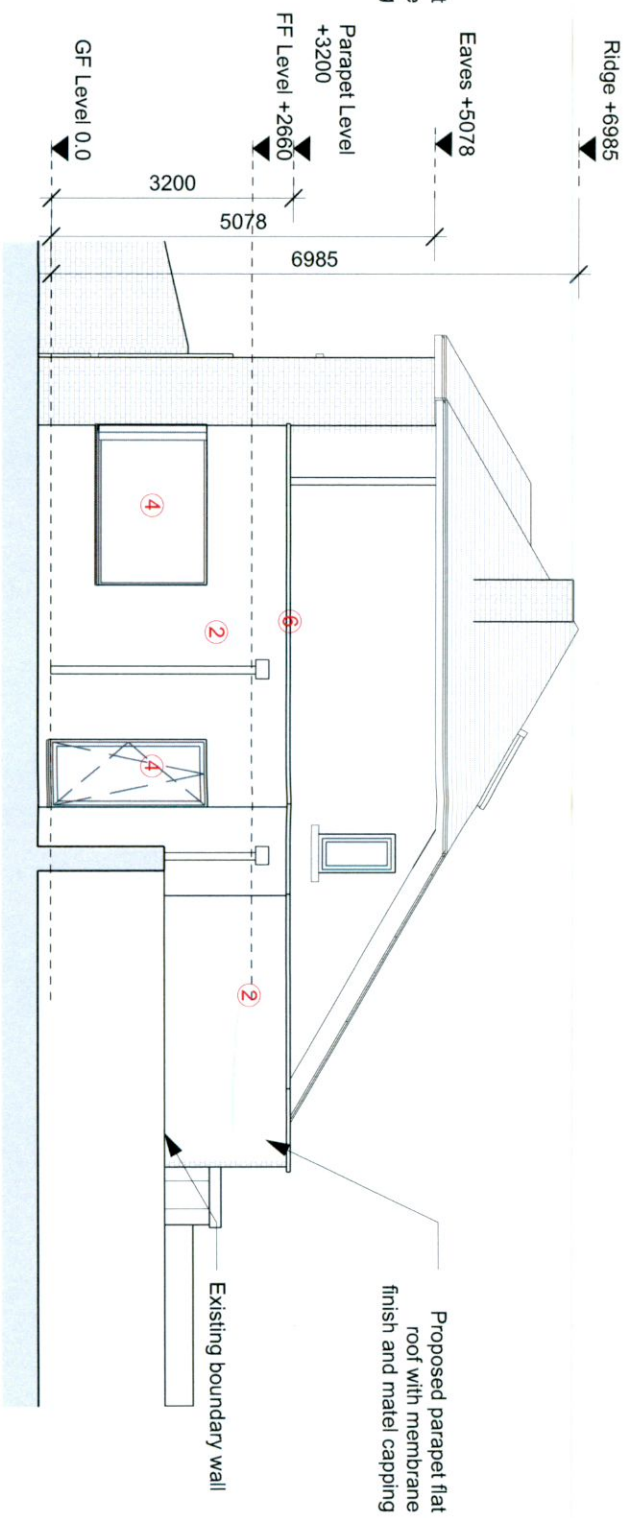 Ridge +6985
Eaves +5078
Parapet Level
+3200
FF Level +2660
GF Level 0.0
3200
5078
6985
4
2
6
4
2
Proposed parapet flat
roof with membrane
finish and matel capping
Existing boundary wall